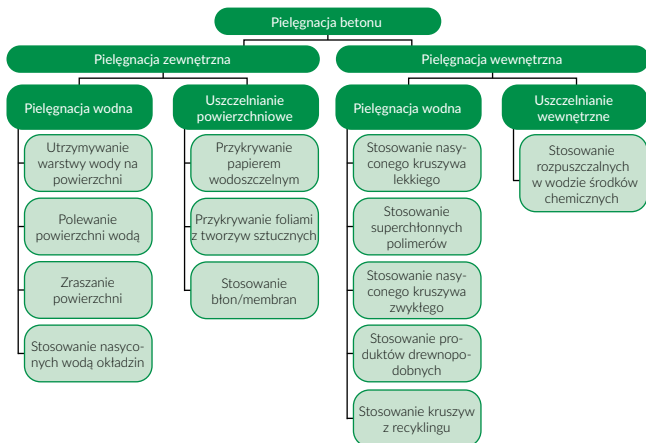 Pielęgnacja betonu
Pielęgnacja zewnętrzna
Pielęgnacja wewnętrzna
Pielęgnacja wodna
Utrzymywanie
warstwy wody na
powierzchni
Polewanie
powierzchni wodą
Zraszanie
powierzchni
Stosowanie nasyco-
nych wodą okładzin
Uszczelnianie
powierzchniowe
Przykrywanie
papierem
wodoszczelnym
Przykrywanie foliami
z tworzyw sztucznych
Stosowanie
błon/membran
Pielęgnacja wodna
Stosowanie nasy-
conego kruszywa
lekkiego
Stosowanie
superchłonnych
polimerów
Stosowanie nasy-
conego kruszywa
zwykłego
Stosowanie pro-
duktów drewnopo-
dobnych
Stosowanie kruszyw
z recyklingu
Uszczelnianie
wewnętrzne
Stosowanie
rozpuszczalnych
w wodzie środków
chemicznych